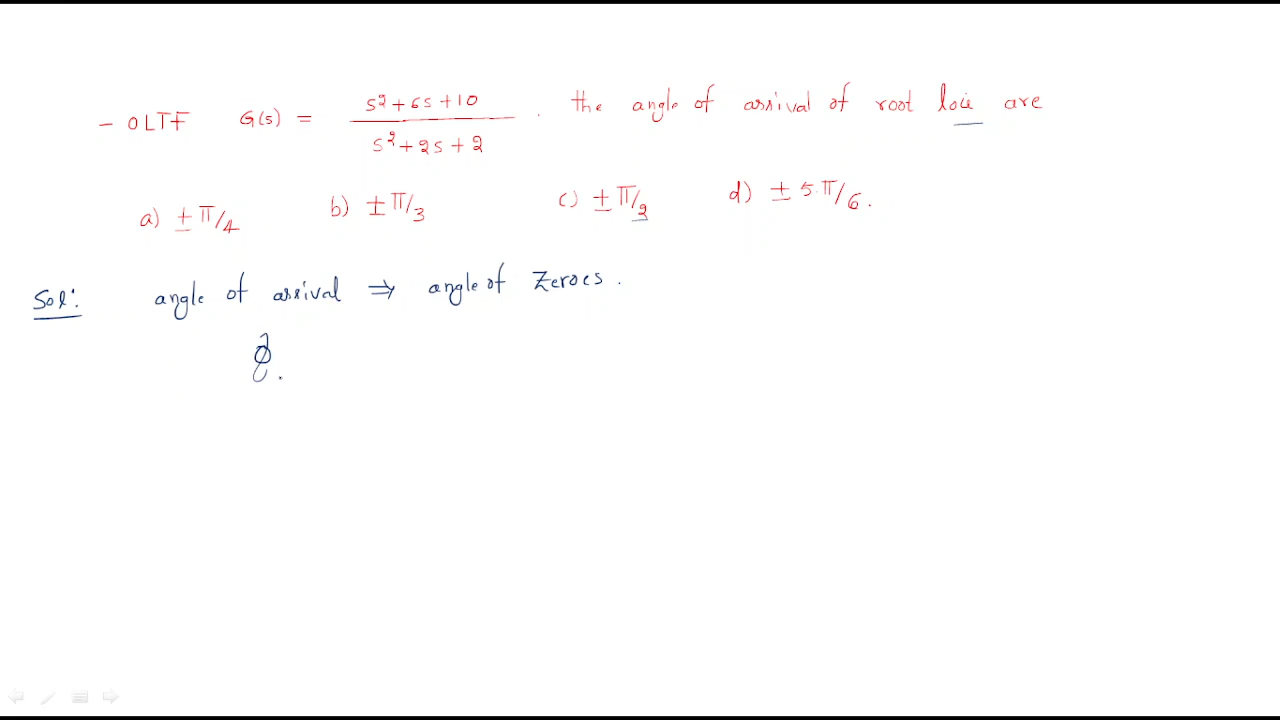 - OLTF G(s) = s²+6s+10 / s²+2s+2 . the angle of arrival of root loci are
a) ± π/4 b) ± π/3 c) ± π/2 d) ± 5.π/6.
Sol: angle of arrival ⇒ angle of Zeroes.